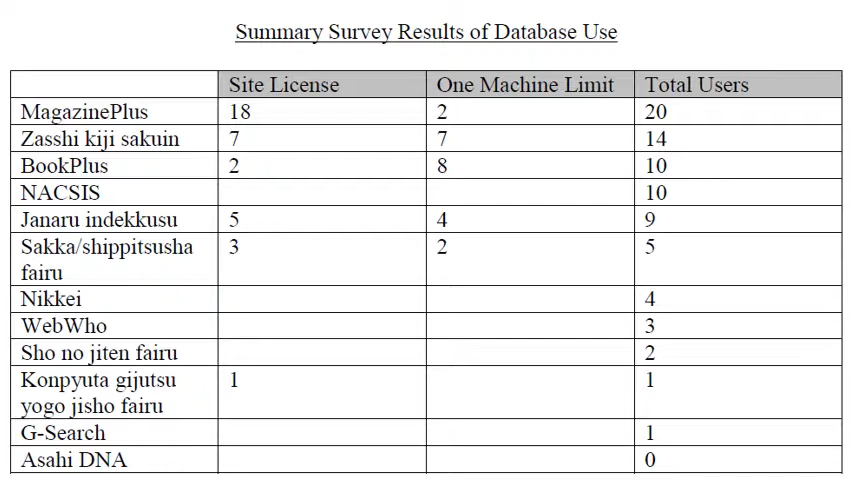 Summary Survey Results of Database Use
Site License One Machine Limit Total Users
MagazinePlus 18 2 20
Zasshi kiji sakuin 7 7 14
BookPlus 2 8 10
NACSIS 10
Janaru indekkusu 5 4 9
Sakka/shippitsusha 3 2 5
fairu
Nikkei 4
WebWho 3
Sho no jiten fairu 2
Konpyuta gijutsu 1 1
yogo jisho fairu
G-Search 1
Asahi DNA 0